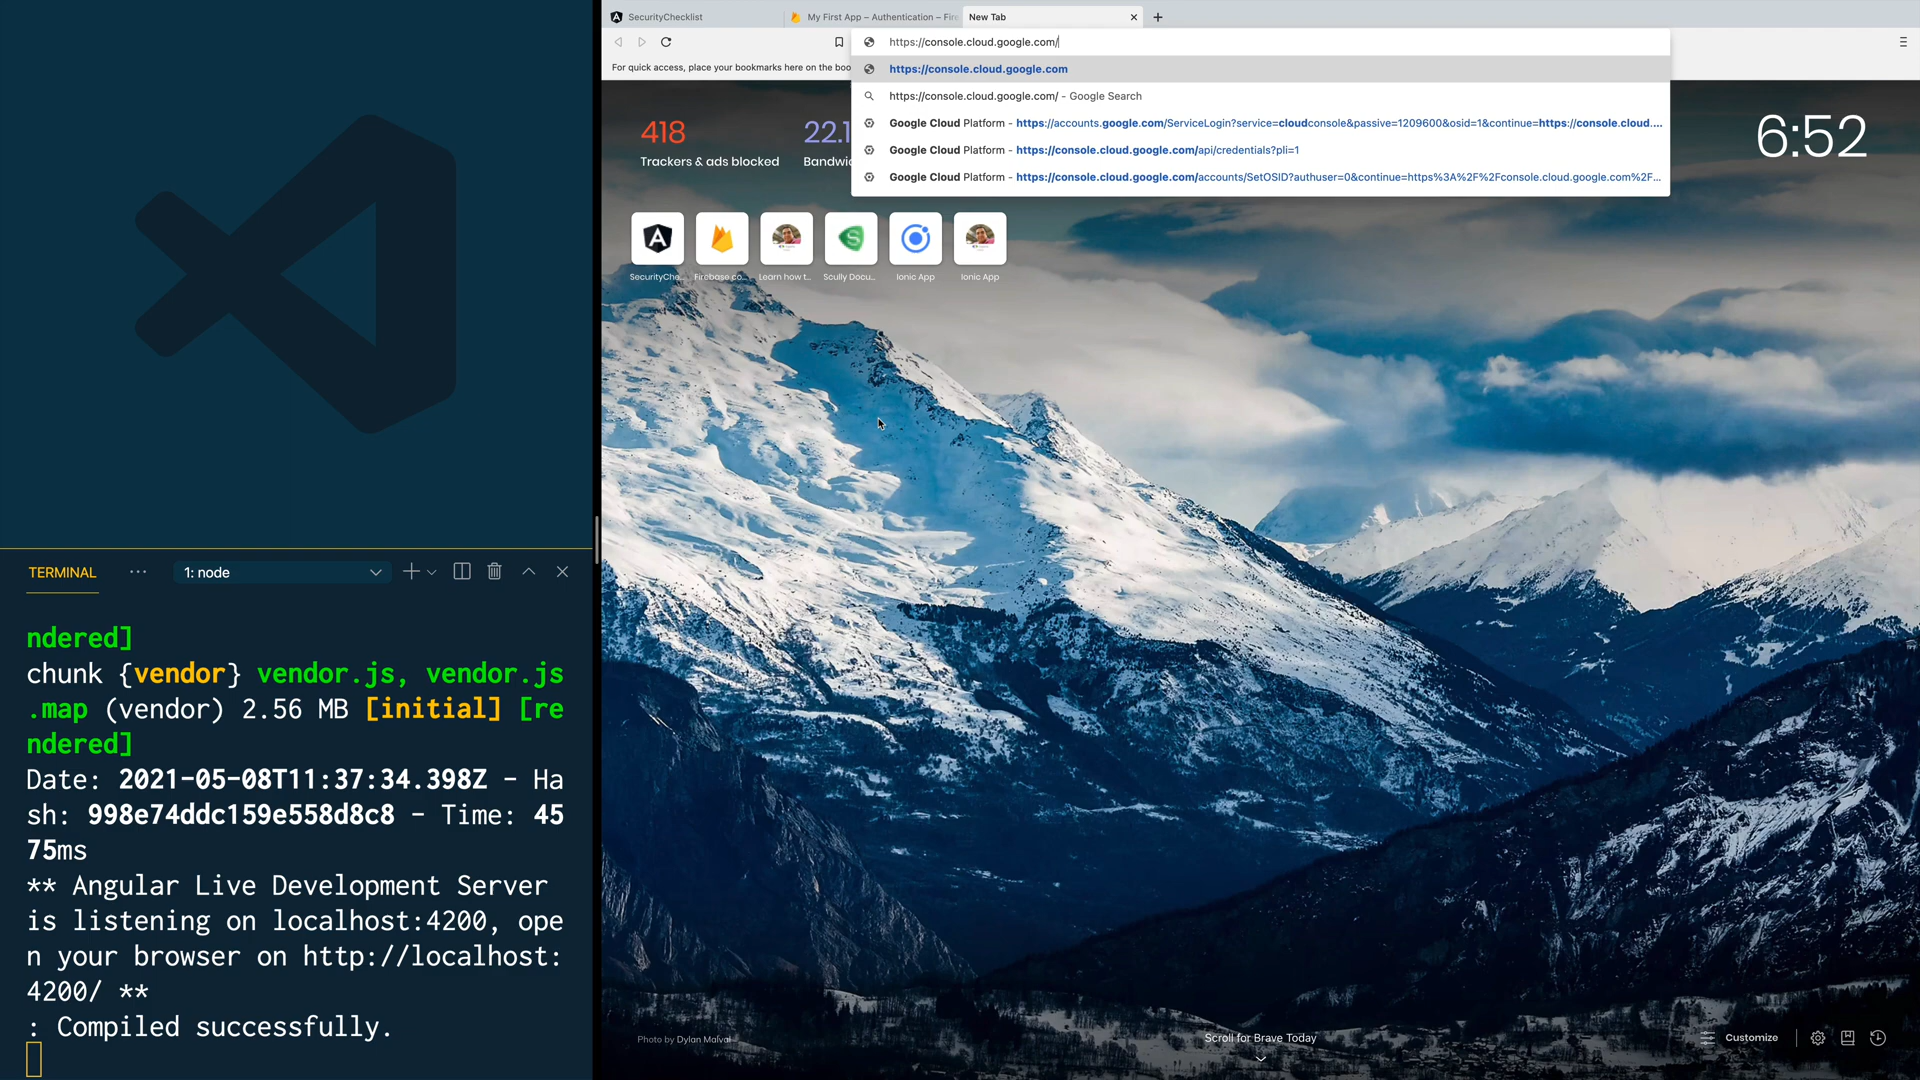 SecurityChecklist
My First App – Authentication – Fir
New Tab
https://console.cloud.google.com/
For quick access, place your bookmarks here on the boo
https://console.cloud.google.com
https://console.cloud.google.com/ - Google Search
Google Cloud Platform - https://accounts.google.com/ServiceLogin?service=cloudconsole&passive=1209600&osid=1&continue=https://console.cloud....
Google Cloud Platform - https://console.cloud.google.com/api/credentials?pli=1
Google Cloud Platform - https://console.cloud.google.com/accounts/SetOSID?authuser=0&continue=https%3A%2F%2Fconsole.cloud.google.com%2F...
418
Trackers & ads blocked
22.1
Bandwi
6:52
SecurityChe...
Firebase co...
Learn how t...
Scully Docu...
Ionic App
Ionic App
TERMINAL
1: node
ndered]
chunk {vendor} vendor.js, vendor.js
.map (vendor) 2.56 MB [initial] [re
ndered]
Date: 2021-05-08T11:37:34.398Z - Ha
sh: 998e74ddc159e558d8c8 - Time: 45
75ms
** Angular Live Development Server
is listening on localhost:4200, ope
n your browser on http://localhost:
4200/ **
: Compiled successfully.
Photo by Dylan Malval
Scroll for Brave Today
Customize